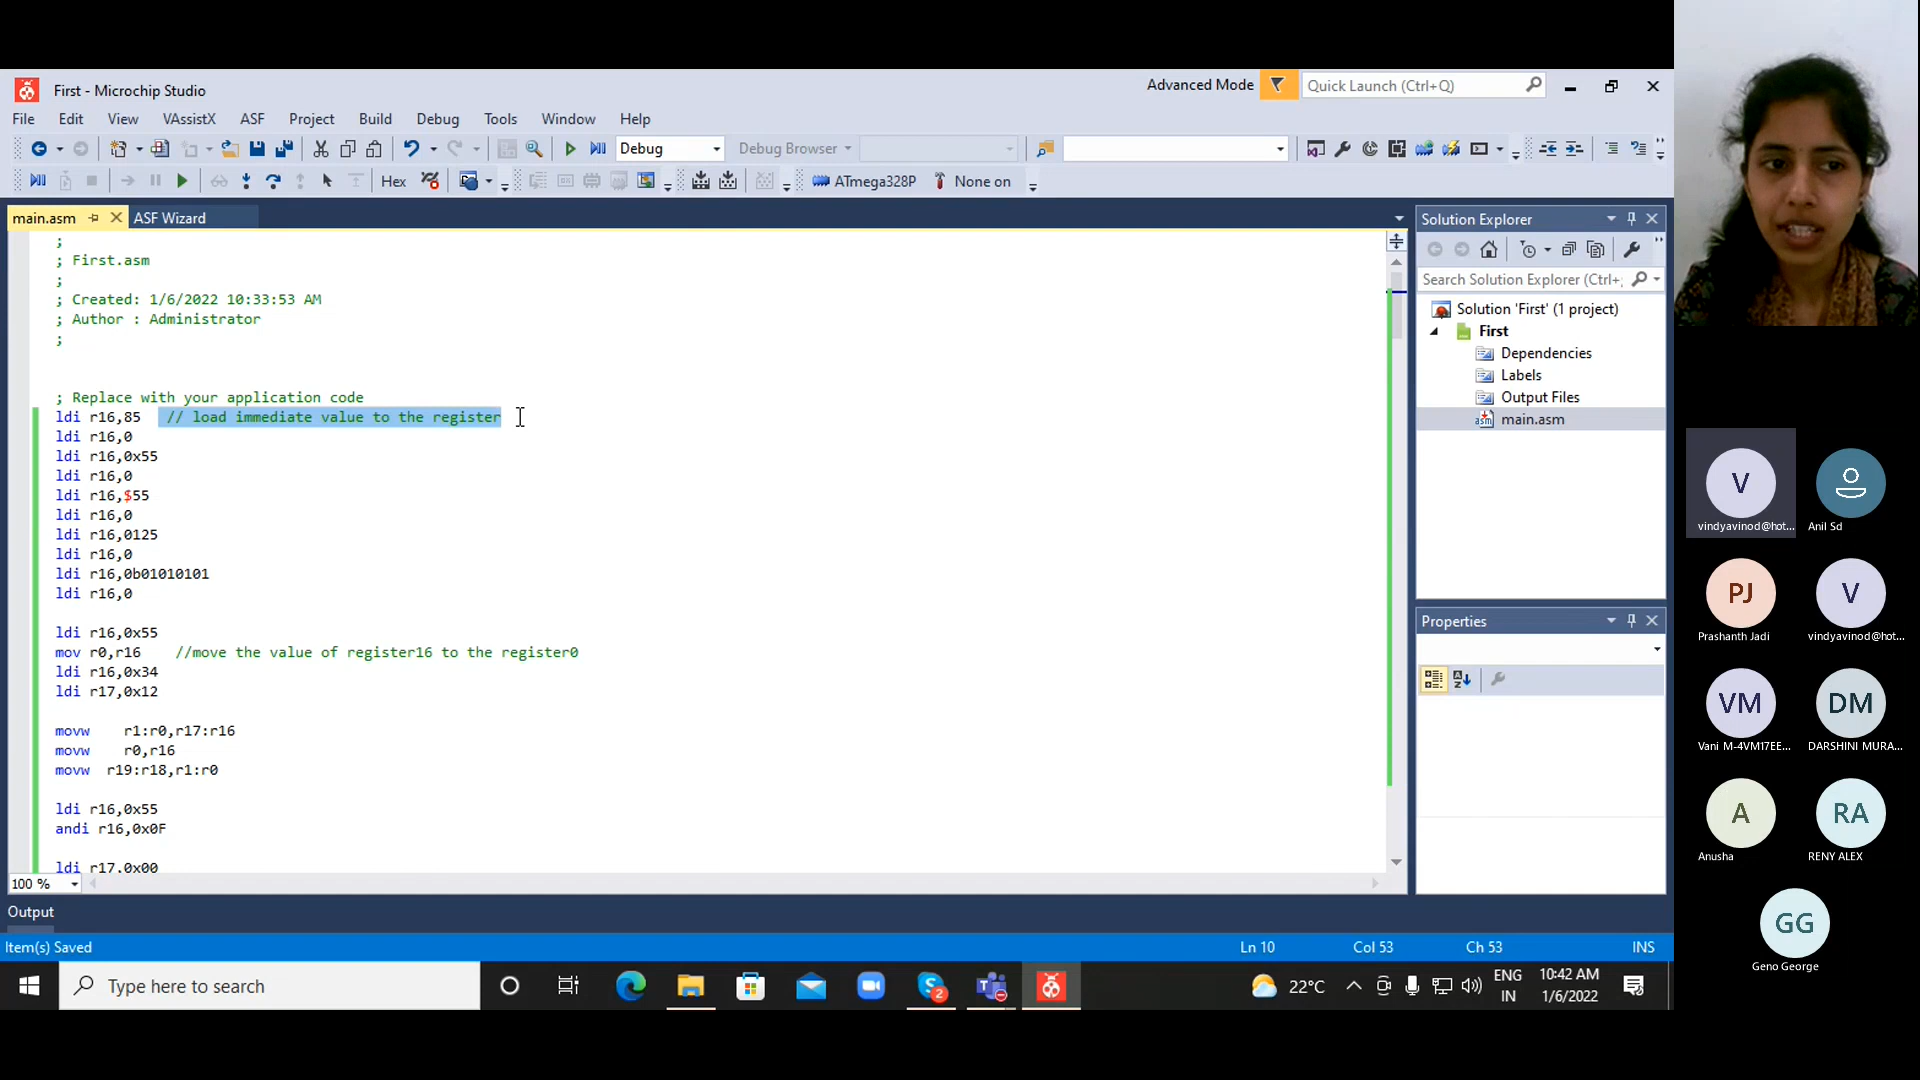 First - Microchip Studio
Advanced Mode
Quick Launch (Ctrl+Q)
File Edit View VAssistX ASF Project Build Debug Tools Window Help
Debug
Debug Browser
Hex
ATmega328P
None on
main.asm
ASF Wizard
;
; First.asm
;
; Created: 1/6/2022 10:33:53 AM
; Author : Administrator
;
; Replace with your application code
ldi r16,85 // load immediate value to the register
ldi r16,0
ldi r16,0x55
ldi r16,0
ldi r16,$55
ldi r16,0
ldi r16,0125
ldi r16,0
ldi r16,0b01010101
ldi r16,0
ldi r16,0x55
mov r0,r16 //move the value of register16 to the register0
ldi r16,0x34
ldi r17,0x12
movw r1:r0,r17:r16
movw r0,r16
movw r19:r18,r1:r0
ldi r16,0x55
andi r16,0x0F
ldi r17,0x00
100 %
Solution Explorer
Search Solution Explorer (Ctrl+;
Solution 'First' (1 project)
First
Dependencies
Labels
Output Files
main.asm
Properties
Output
Item(s) Saved
Ln 10
Col 53
Ch 53
INS
Type here to search
2
22°C
ENG
IN
10:42 AM
1/6/2022
V
vindyavinod@hot...
Anil Sd
PJ
Prashanth Jadi
V
vindyavinod@hot...
VM
Vani M-4VM17EE...
DM
DARSHINI MURA...
A
Anusha
RA
RENY ALEX
GG
Geno George